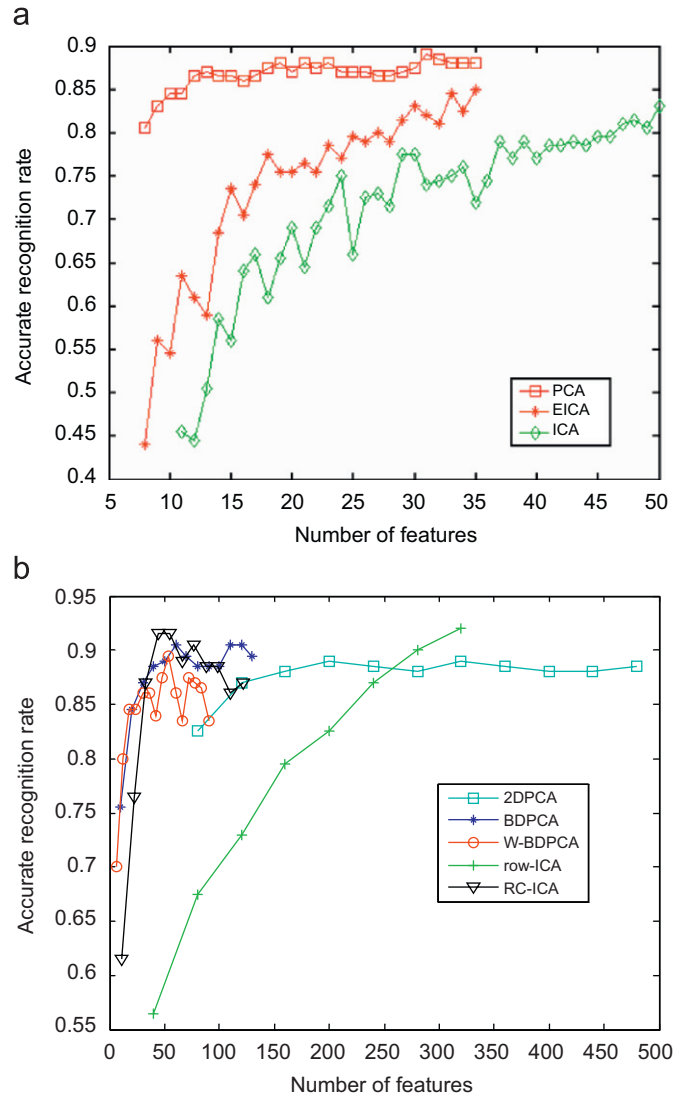 a
0.9
0.85
0.8
0.75
0.7
0.65
0.6
0.55
0.5
0.45
0.4
Accurate recognition rate
PCA
EICA
ICA
5 10 15 20 25 30 35 40 45 50
Number of features
b
0.95
0.9
0.85
0.8
0.75
0.7
0.65
0.6
0.55
Accurate recognition rate
2DPCA
BDPCA
W-BDPCA
row-ICA
RC-ICA
0 50 100 150 200 250 300 350 400 450 500
Number of features